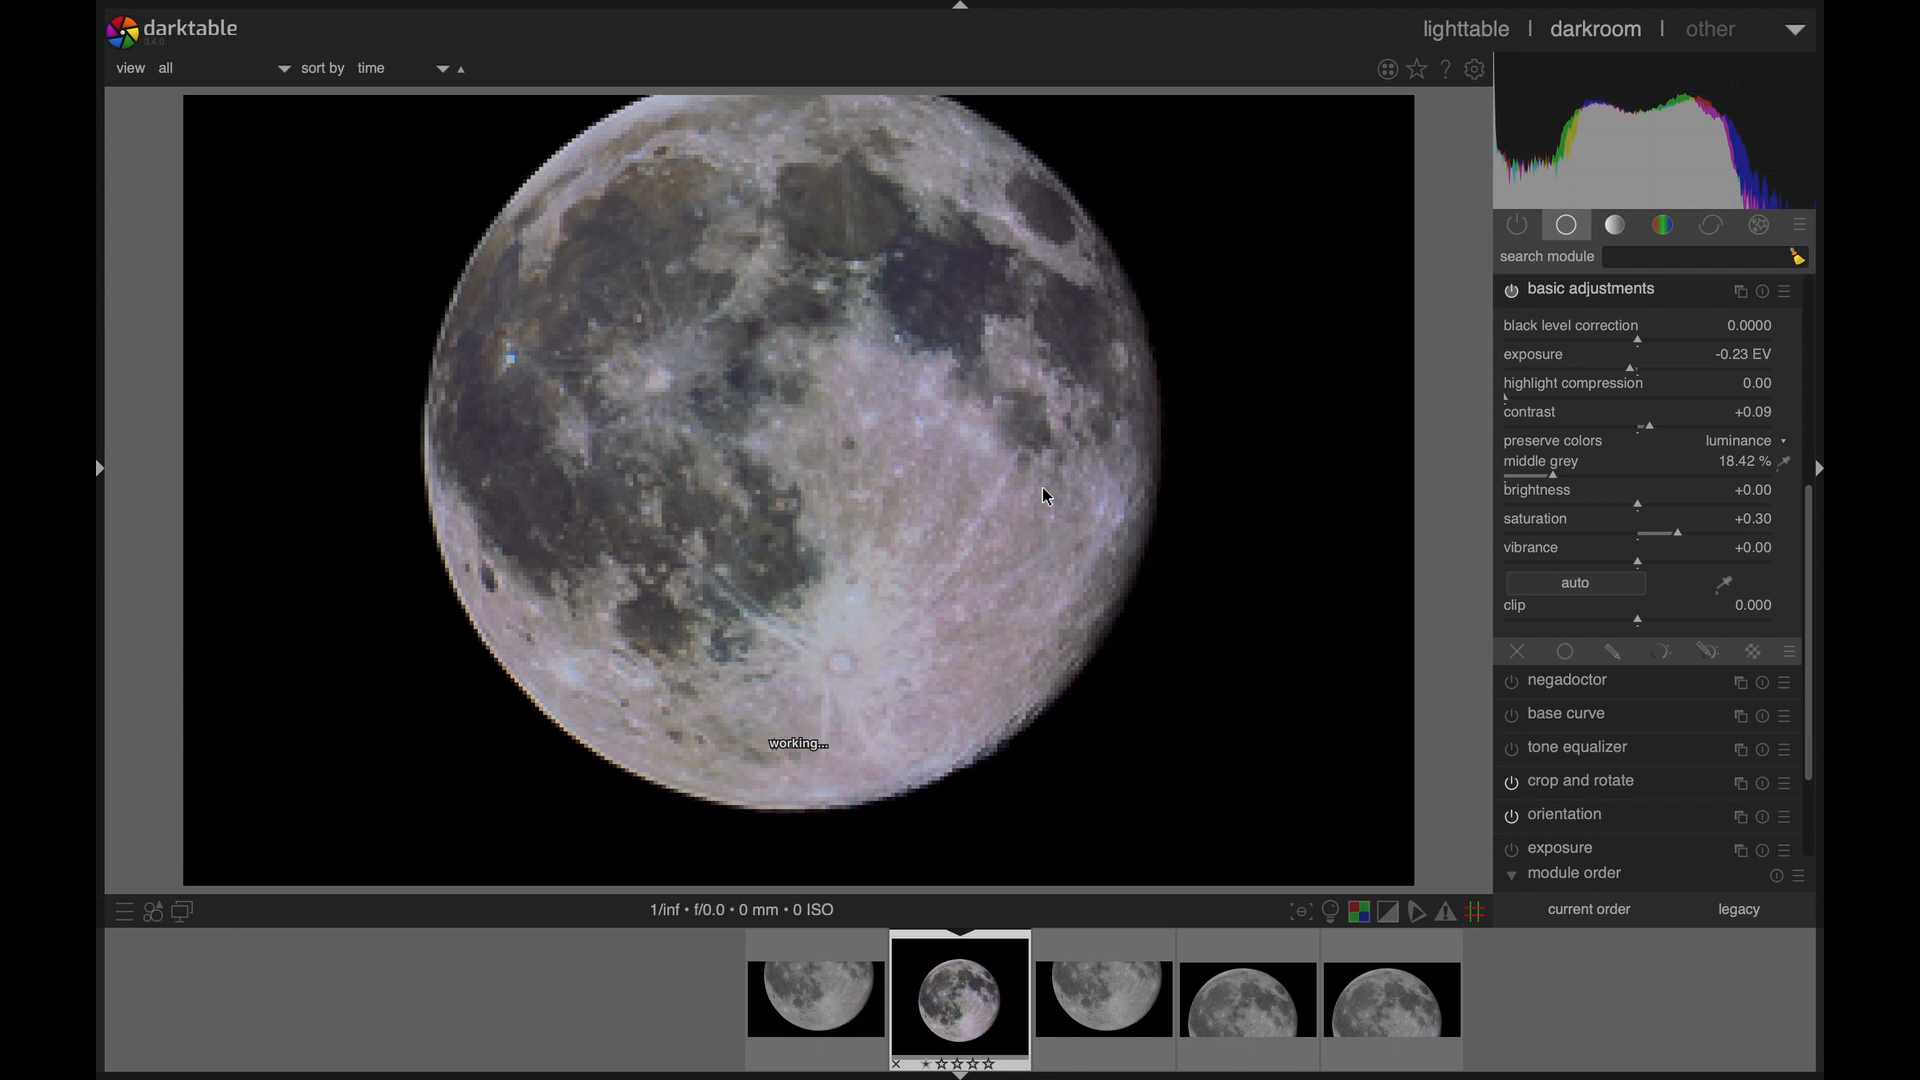 darktable
3.4.0
lighttable | darkroom | other
view all sort by time
search module
basic adjustments
black level correction 0.0000
exposure -0.23 EV
highlight compression 0.00
contrast +0.09
preserve colors luminance
middle grey 18.42 %
brightness +0.00
saturation +0.30
vibrance +0.00
auto
clip 0.000
negadoctor
base curve
tone equalizer
crop and rotate
orientation
exposure
module order
working...
1/inf • f/0.0 • 0 mm • 0 ISO
current order legacy